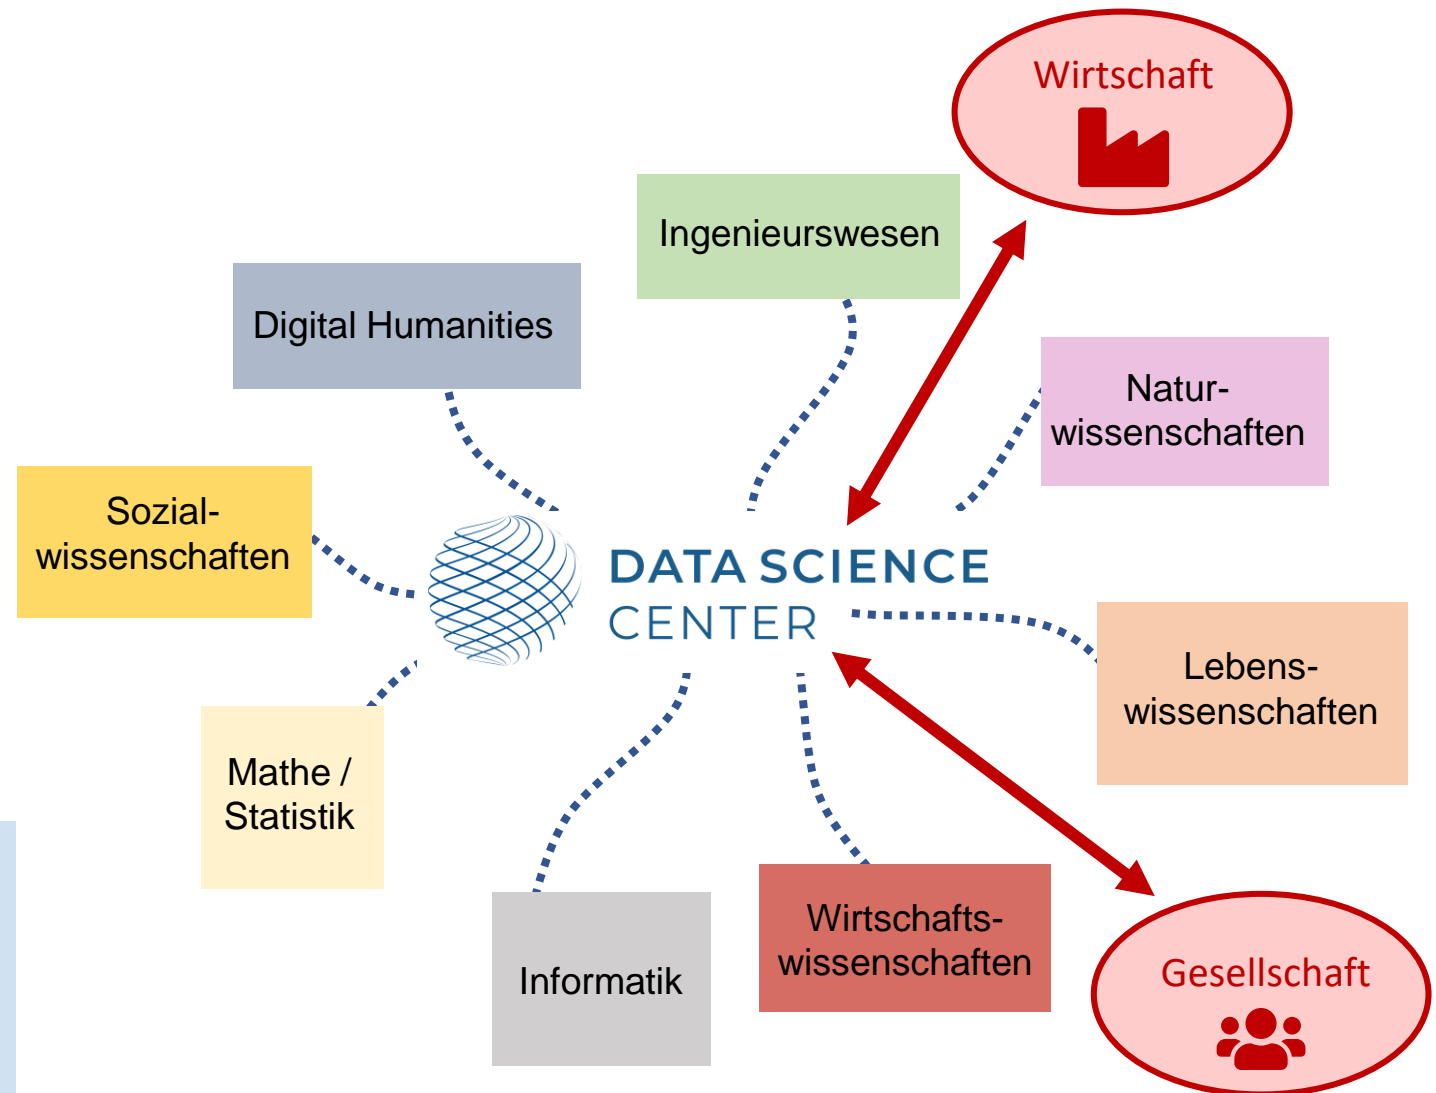 Wirtschaft
Ingenieurswesen
Digital Humanities
Natur-
wissenschaften
Sozial-
wissenschaften
DATA SCIENCE
CENTER
Lebens-
wissenschaften
Mathe /
Statistik
Wirtschafts-
wissenschaften
Informatik
Gesellschaft